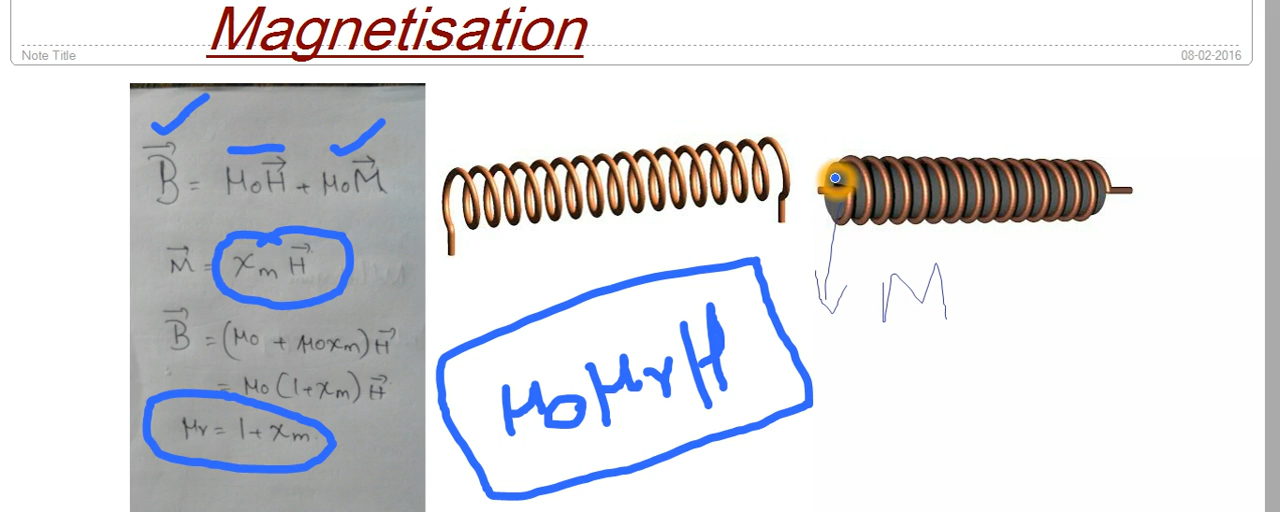 Magnetisation
Note Title
08-02-2016
B⃗ = μ₀H⃗ + μ₀M⃗
M⃗ = χₘ H⃗
B⃗ = (μ₀ + μ₀χₘ) H⃗
= μ₀ (1+χₘ) H⃗
μᵣ = 1+χₘ.
μ₀μᵣH
M